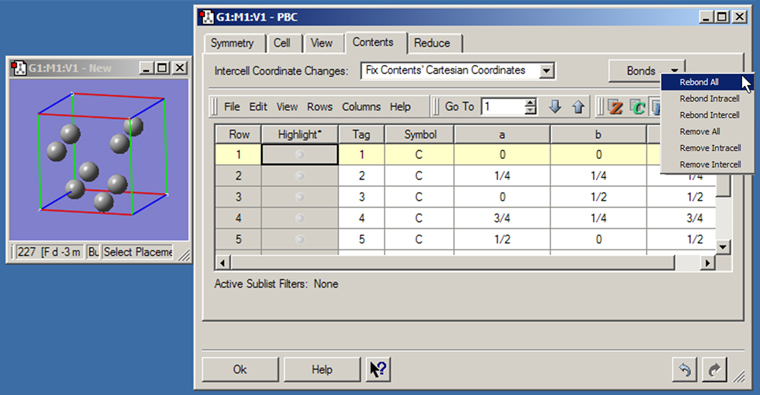 G1:M1:V1 - PBC
G1:M1:V1 - New
Symmetry Cell View Contents Reduce
Intercell Coordinate Changes: Fix Contents' Cartesian Coordinates Bonds
Rebond All
Rebond Intracell
Rebond Intercell
Remove All
Remove Intracell
Remove Intercell
File Edit View Rows Columns Help Go To 1 Z C
Row Highlight* Tag Symbol a b
1 1 C 0 0
2 2 C 1/4 1/4 1/4
3 3 C 0 1/2 1/2
4 4 C 3/4 1/4 3/4
5 5 C 1/2 0 1/2
227 [F d -3 m Bu Select Placeme
Active Sublist Filters: None
Ok Help ?